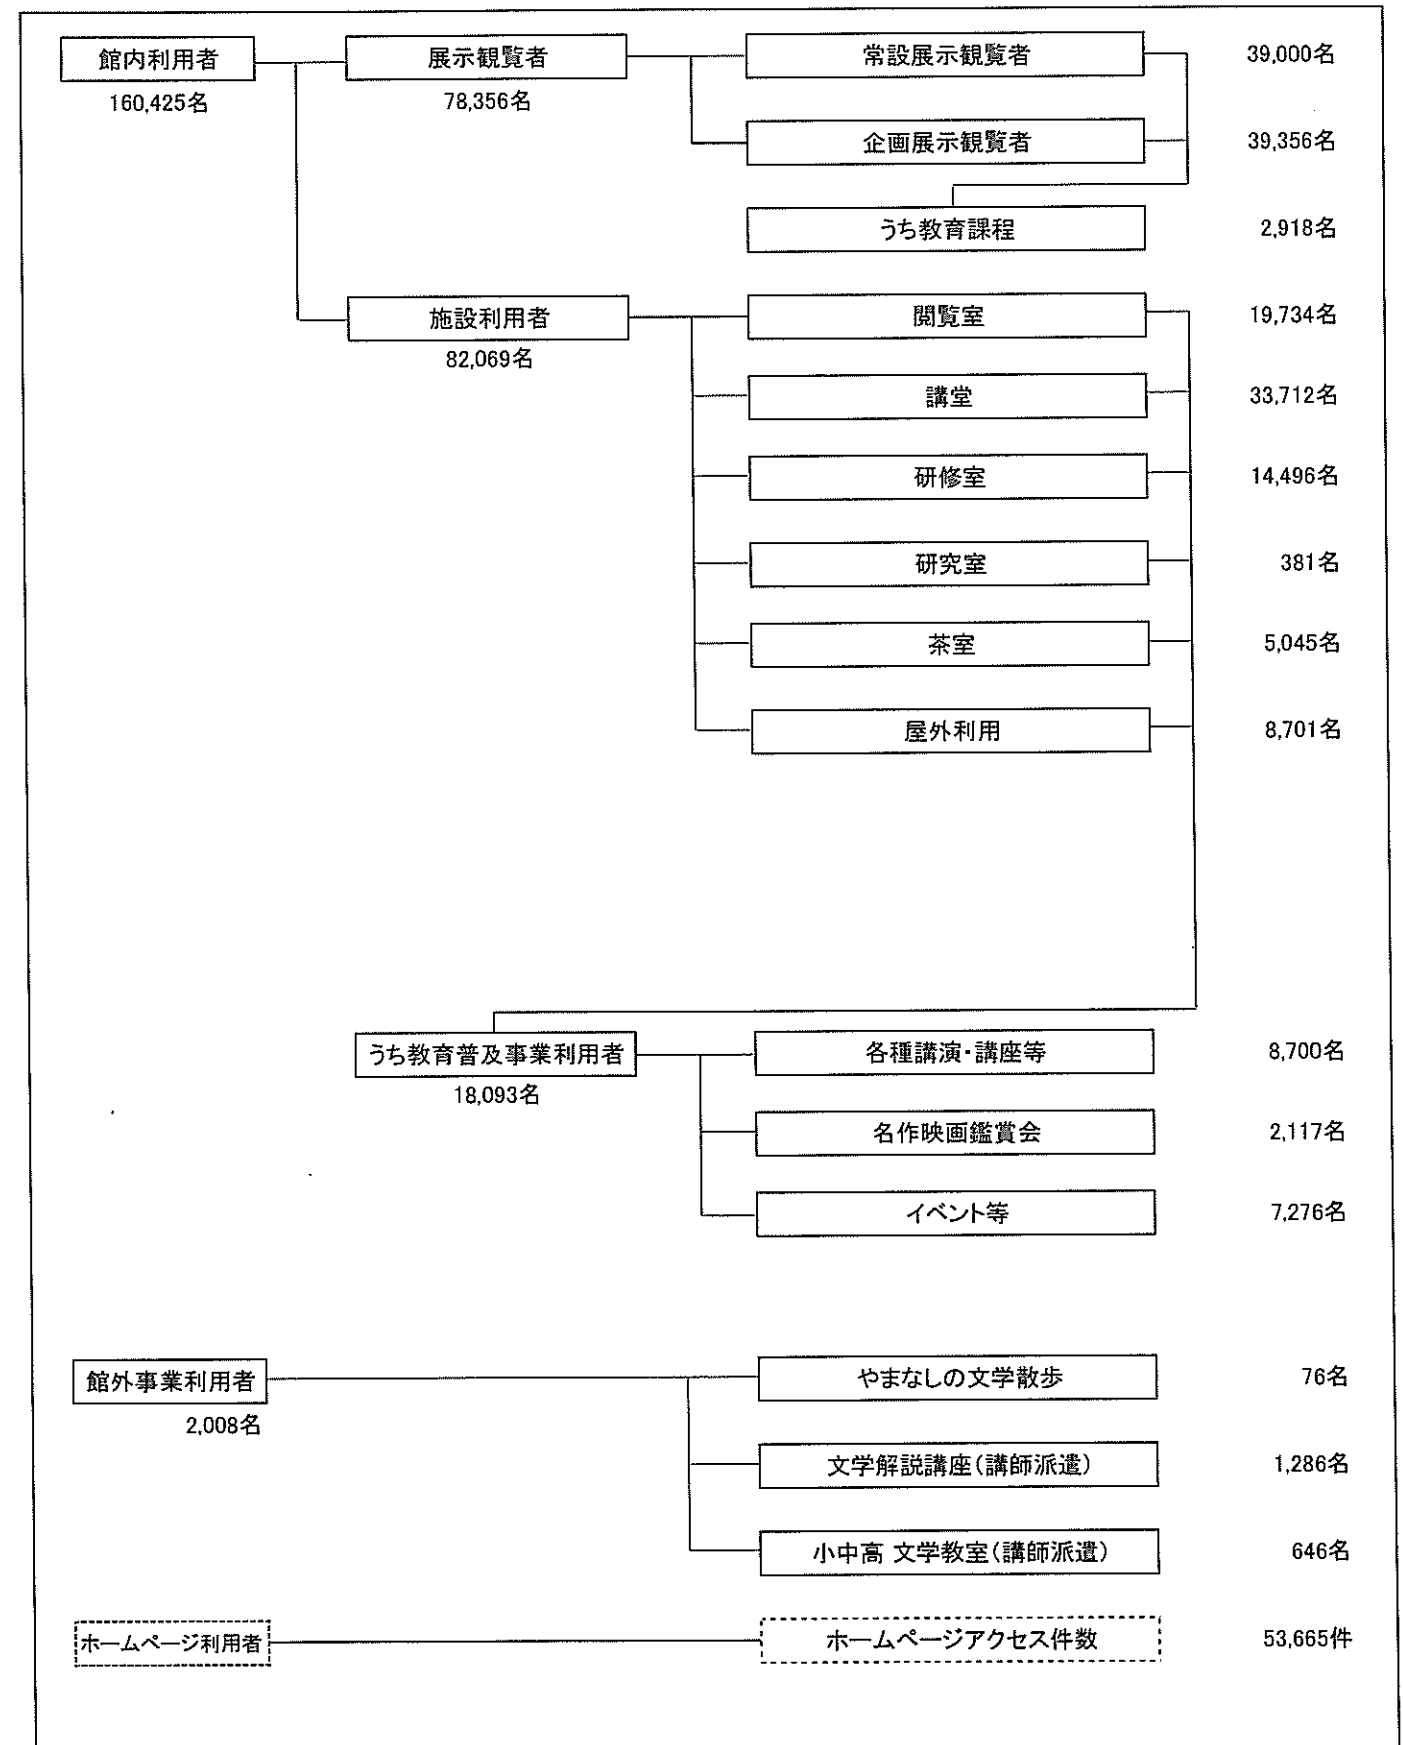 館内利用者 展示観覧者 常設展示観覧者 39,000名
160,425名 78,356名
企画展示観覧者 39,356名
うち教育課程 2,918名
施設利用者 閲覧室 19,734名
82,069名
講堂 33,712名
研修室 14,496名
研究室 381名
茶室 5,045名
屋外利用 8,701名
うち教育普及事業利用者 各種講演・講座等 8,700名
18,093名
名作映画鑑賞会 2,117名
イベント等 7,276名
館外事業利用者 やまなしの文学散歩 76名
2,008名
文学解説講座(講師派遣) 1,286名
小中高 文学教室(講師派遣) 646名
ホームページ利用者 ホームページアクセス件数 53,665件